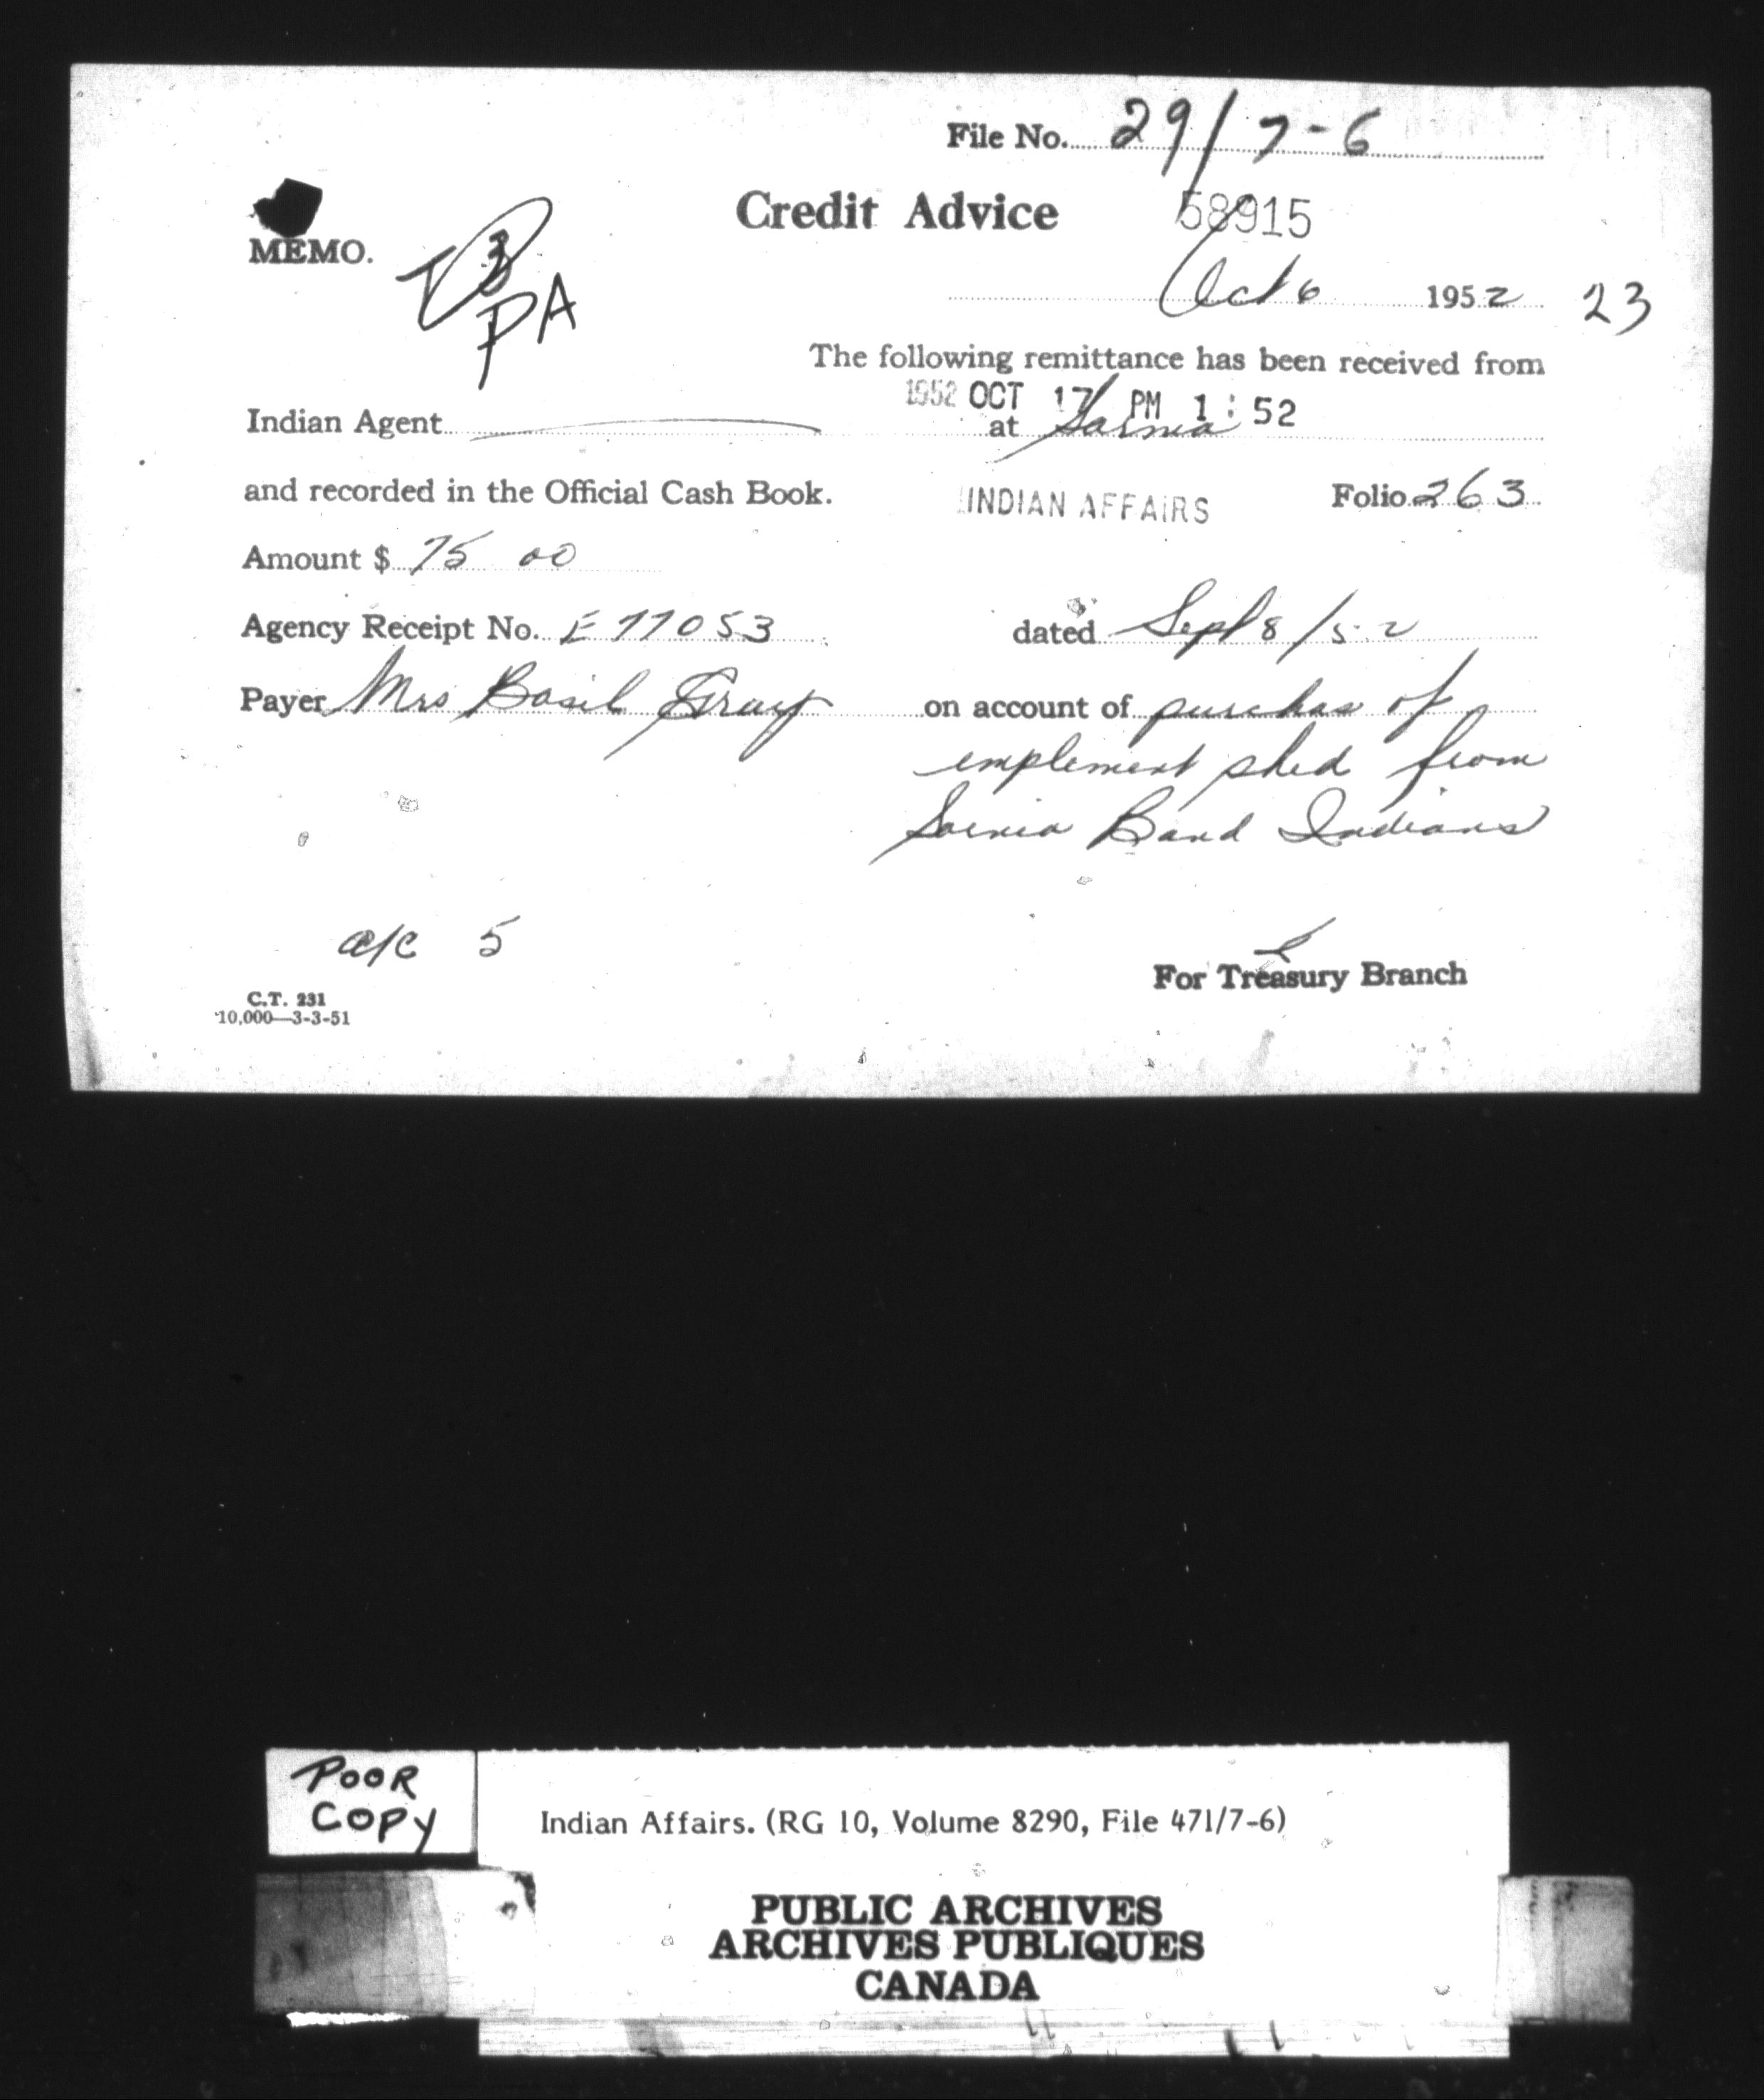 File No. 29/7-6
MEMO.
Credit Advice 58915
PA
Oct 6 1952 23
The following remittance has been received from
1952 OCT 17 PM 1:52
Indian Agent at Sarnia
and recorded in the Official Cash Book. INDIAN AFFAIRS Folio 263
Amount $ 75 00
Agency Receipt No. E 77053 dated Sept 8/52
Payer Mrs Basil Gray on account of purchas of
implement shed from
Sarnia Band Indians
a/c 5
For Treasury Branch
C.T. 231
10,000—3-3-51
POOR
COPY
Indian Affairs. (RG 10, Volume 8290, File 471/7-6)
PUBLIC ARCHIVES
ARCHIVES PUBLIQUES
CANADA